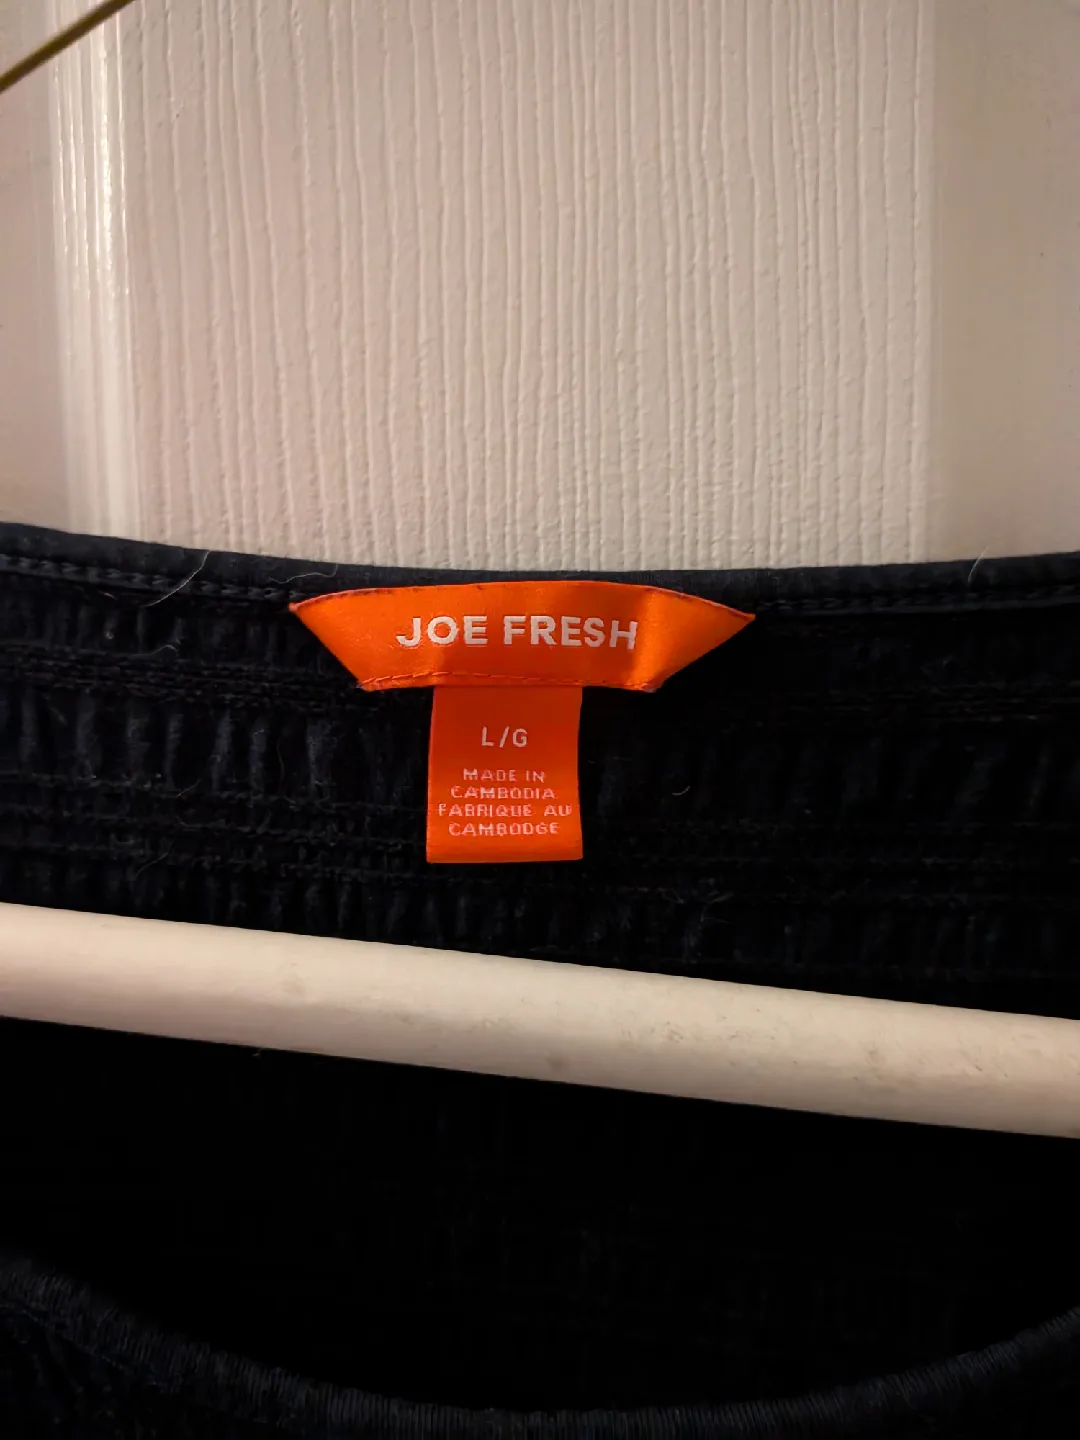 JOE FRESH
L/G
MADE IN
CAMBODIA
FABRIQUE AU
CAMBODGE